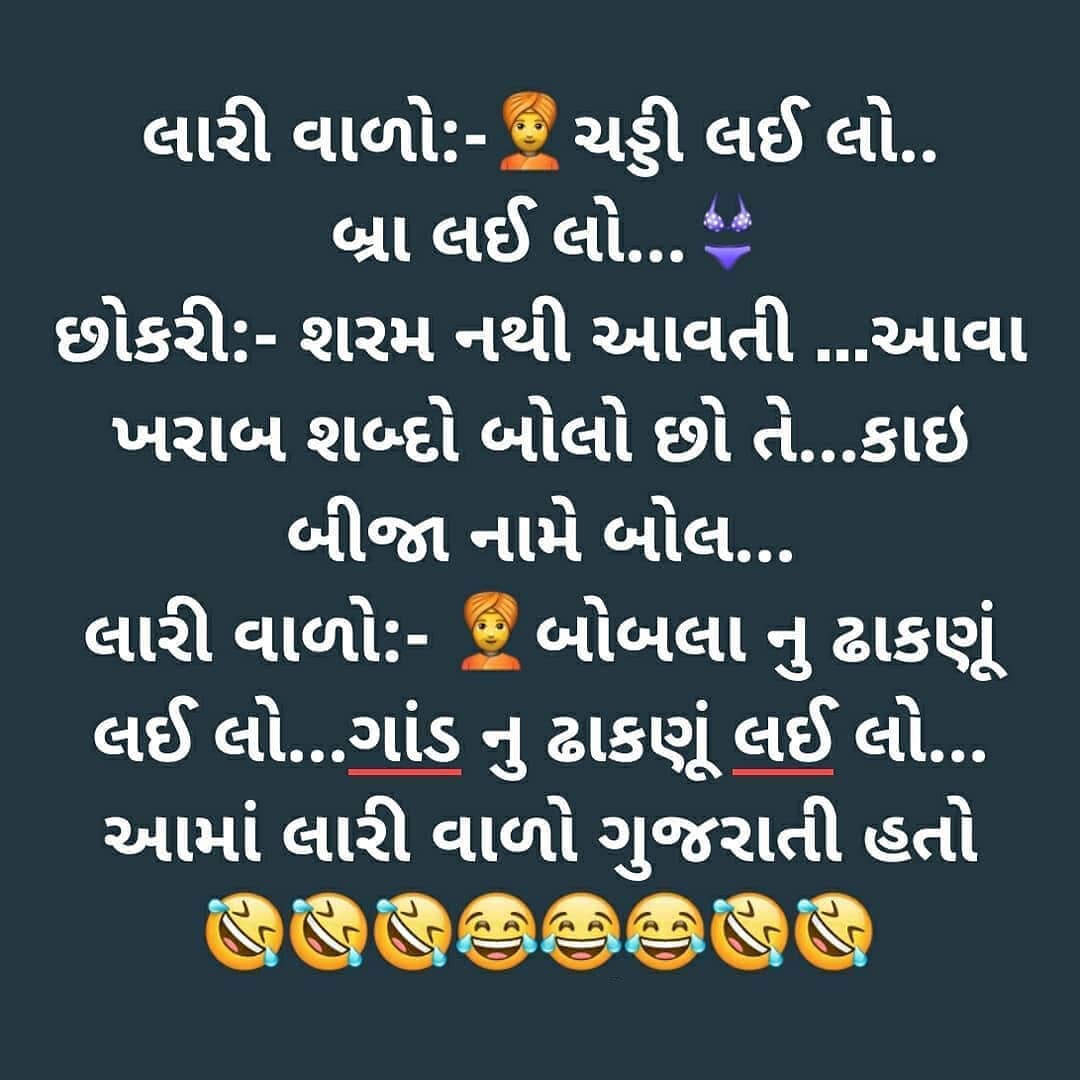 લારી વાળો:-👳ચડ્ડી લઈ લો..
બ્રા લઈ લો...👙
છોકરી:- શરમ નથી આવતી ...આવા
ખરાબ શબ્દો બોલો છો તે...કાઇ
બીજા નામે બોલ...
લારી વાળો:- 👳બોબલા નુ ઢાકણૂં
લઈ લો...ગાંડ નુ ઢાકણૂં લઈ લો...
આમાં લારી વાળો ગુજરાતી હતો
🤣🤣🤣😂😂😂🤣🤣